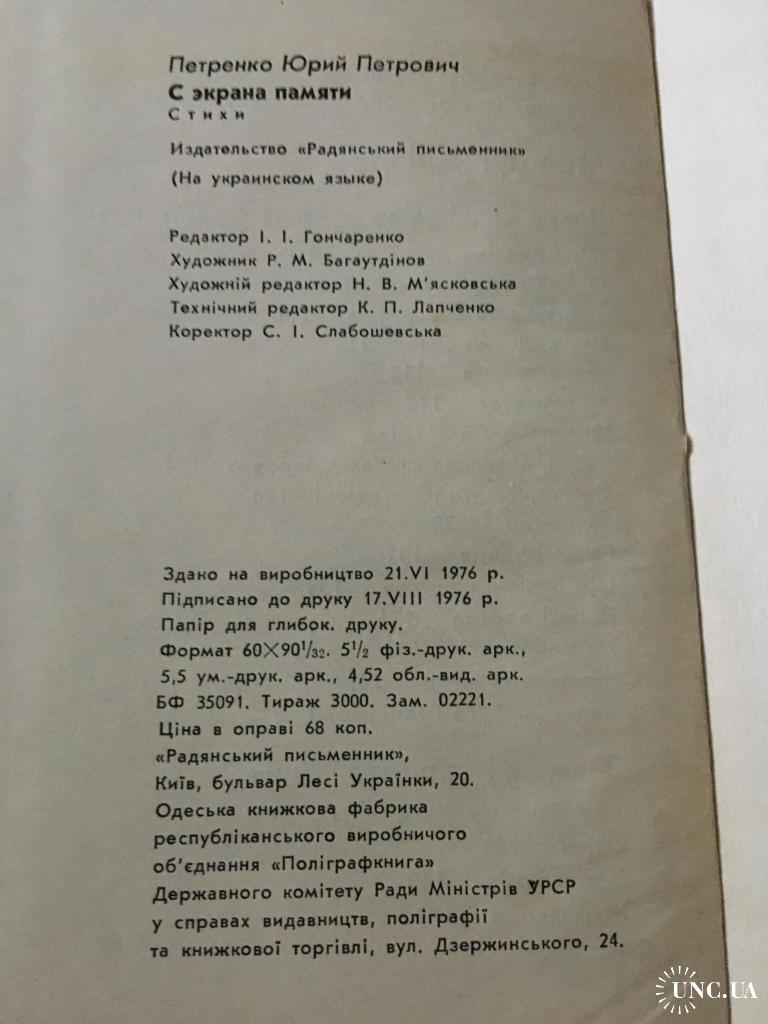 Петренко Юрий Петрович
С экрана памяти
Стихи
Издательство «Радянський письменник»
(На украинском языке)
Редактор І. І. Гончаренко
Художник Р. М. Багаутдінов
Художній редактор Н. В. М'ясковська
Технічний редактор К. П. Лапченко
Коректор С. І. Слабошевська
Здано на виробництво 21.VI 1976 р.
Підписано до друку 17.VIII 1976 р.
Папір для глибок. друку.
Формат 60×90¹/₃₂. 5¹/₂ фіз.-друк. арк.,
5,5 ум.-друк. арк., 4,52 обл.-вид. арк.
БФ 35091. Тираж 3000. Зам. 02221.
Ціна в оправі 68 коп.
«Радянський письменник»,
Київ, бульвар Лесі Українки, 20.
Одеська книжкова фабрика
республіканського виробничого
об'єднання «Поліграфкнига»
Державного комітету Ради Міністрів УРСР
у справах видавництв, поліграфії
та книжкової торгівлі, вул. Дзержинського, 24.
UNC.UA